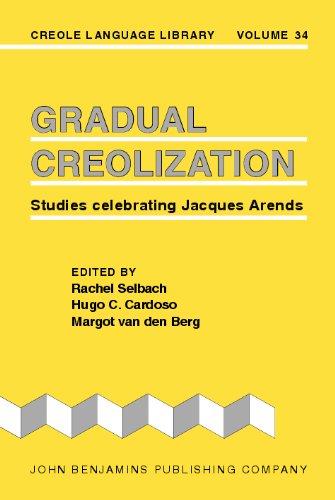 CREOLE LANGUAGE LIBRARY VOLUME 34
GRADUAL
CREOLIZATION
Studies celebrating Jacques Arends
EDITED BY
Rachel Selbach
Hugo C. Cardoso
Margot van den Berg
JOHN BENJAMINS PUBLISHING COMPANY